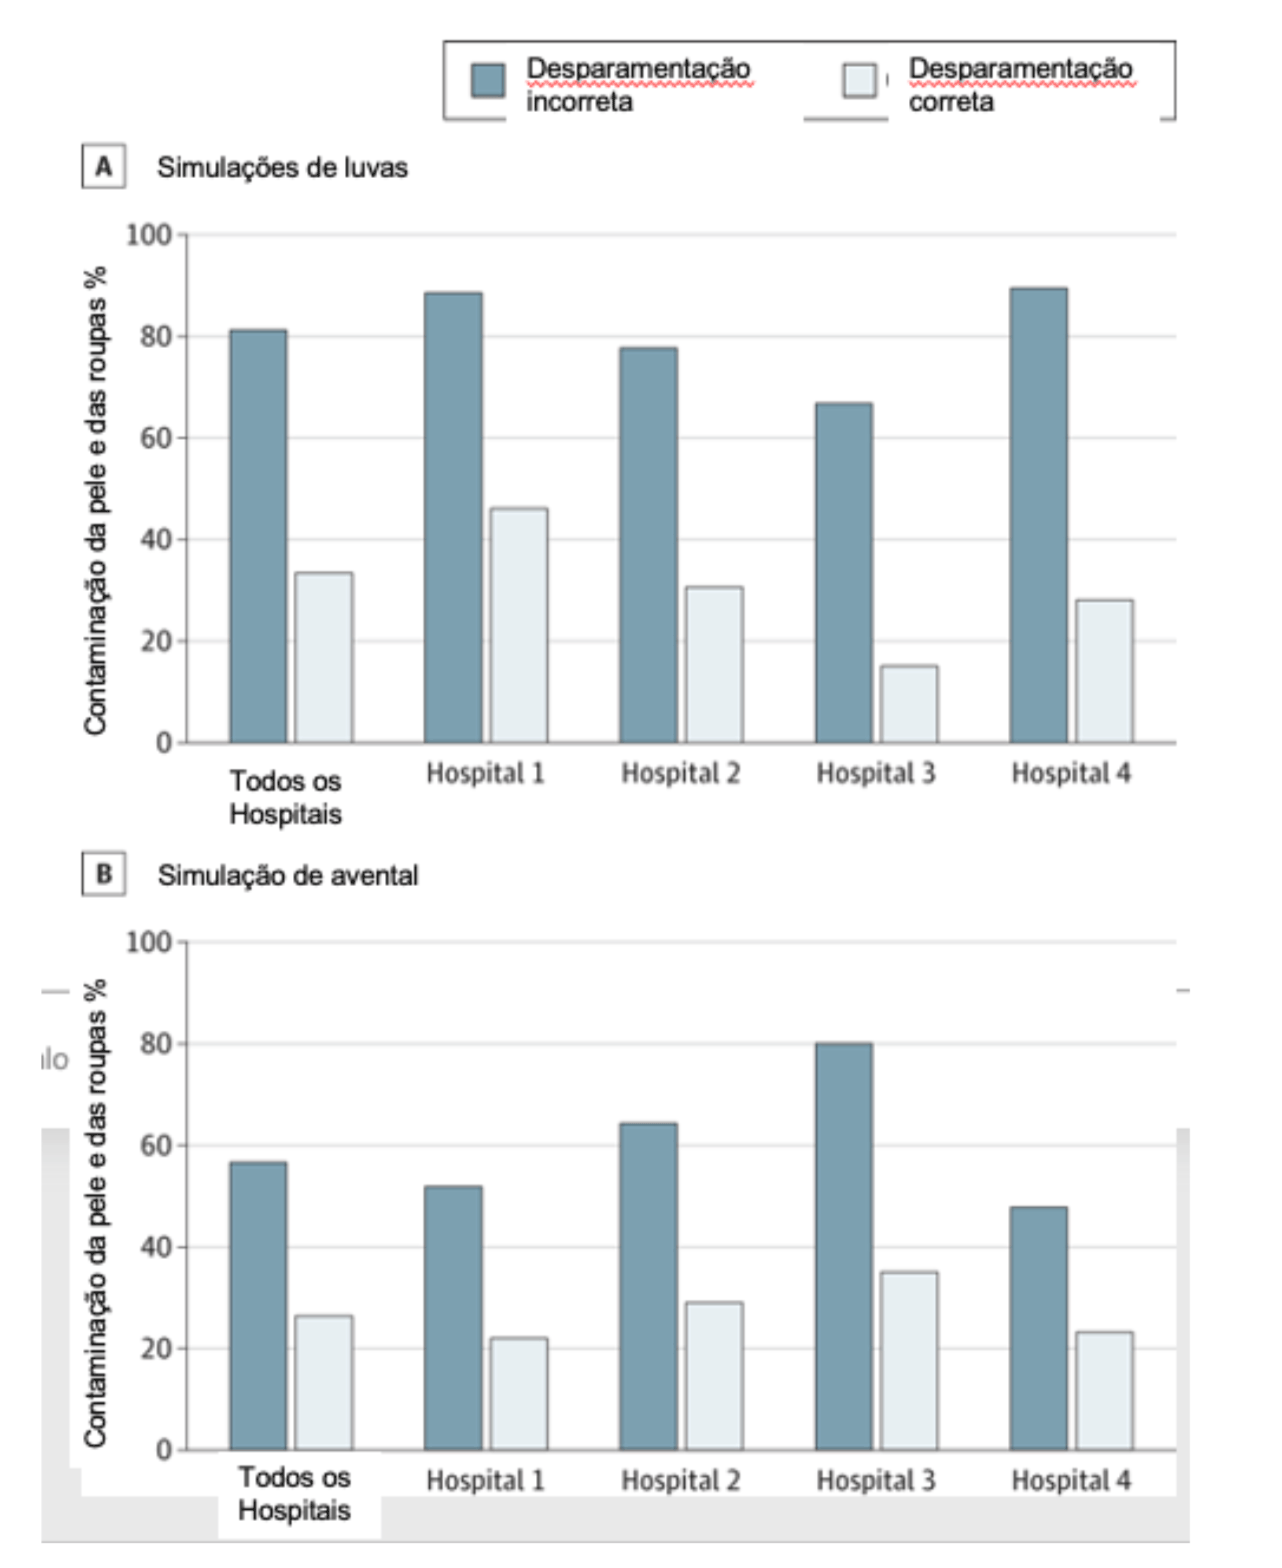 Desparamentação
incorreta
Desparamentação
correta
A
Simulações de luvas
Contaminação da pele e das roupas %
100
80
60
40
20
0
Todos os
Hospitais
Hospital 1
Hospital 2
Hospital 3
Hospital 4
B
Simulação de avental
Contaminação da pele e das roupas %
100
80
60
40
20
0
Todos os
Hospitais
Hospital 1
Hospital 2
Hospital 3
Hospital 4